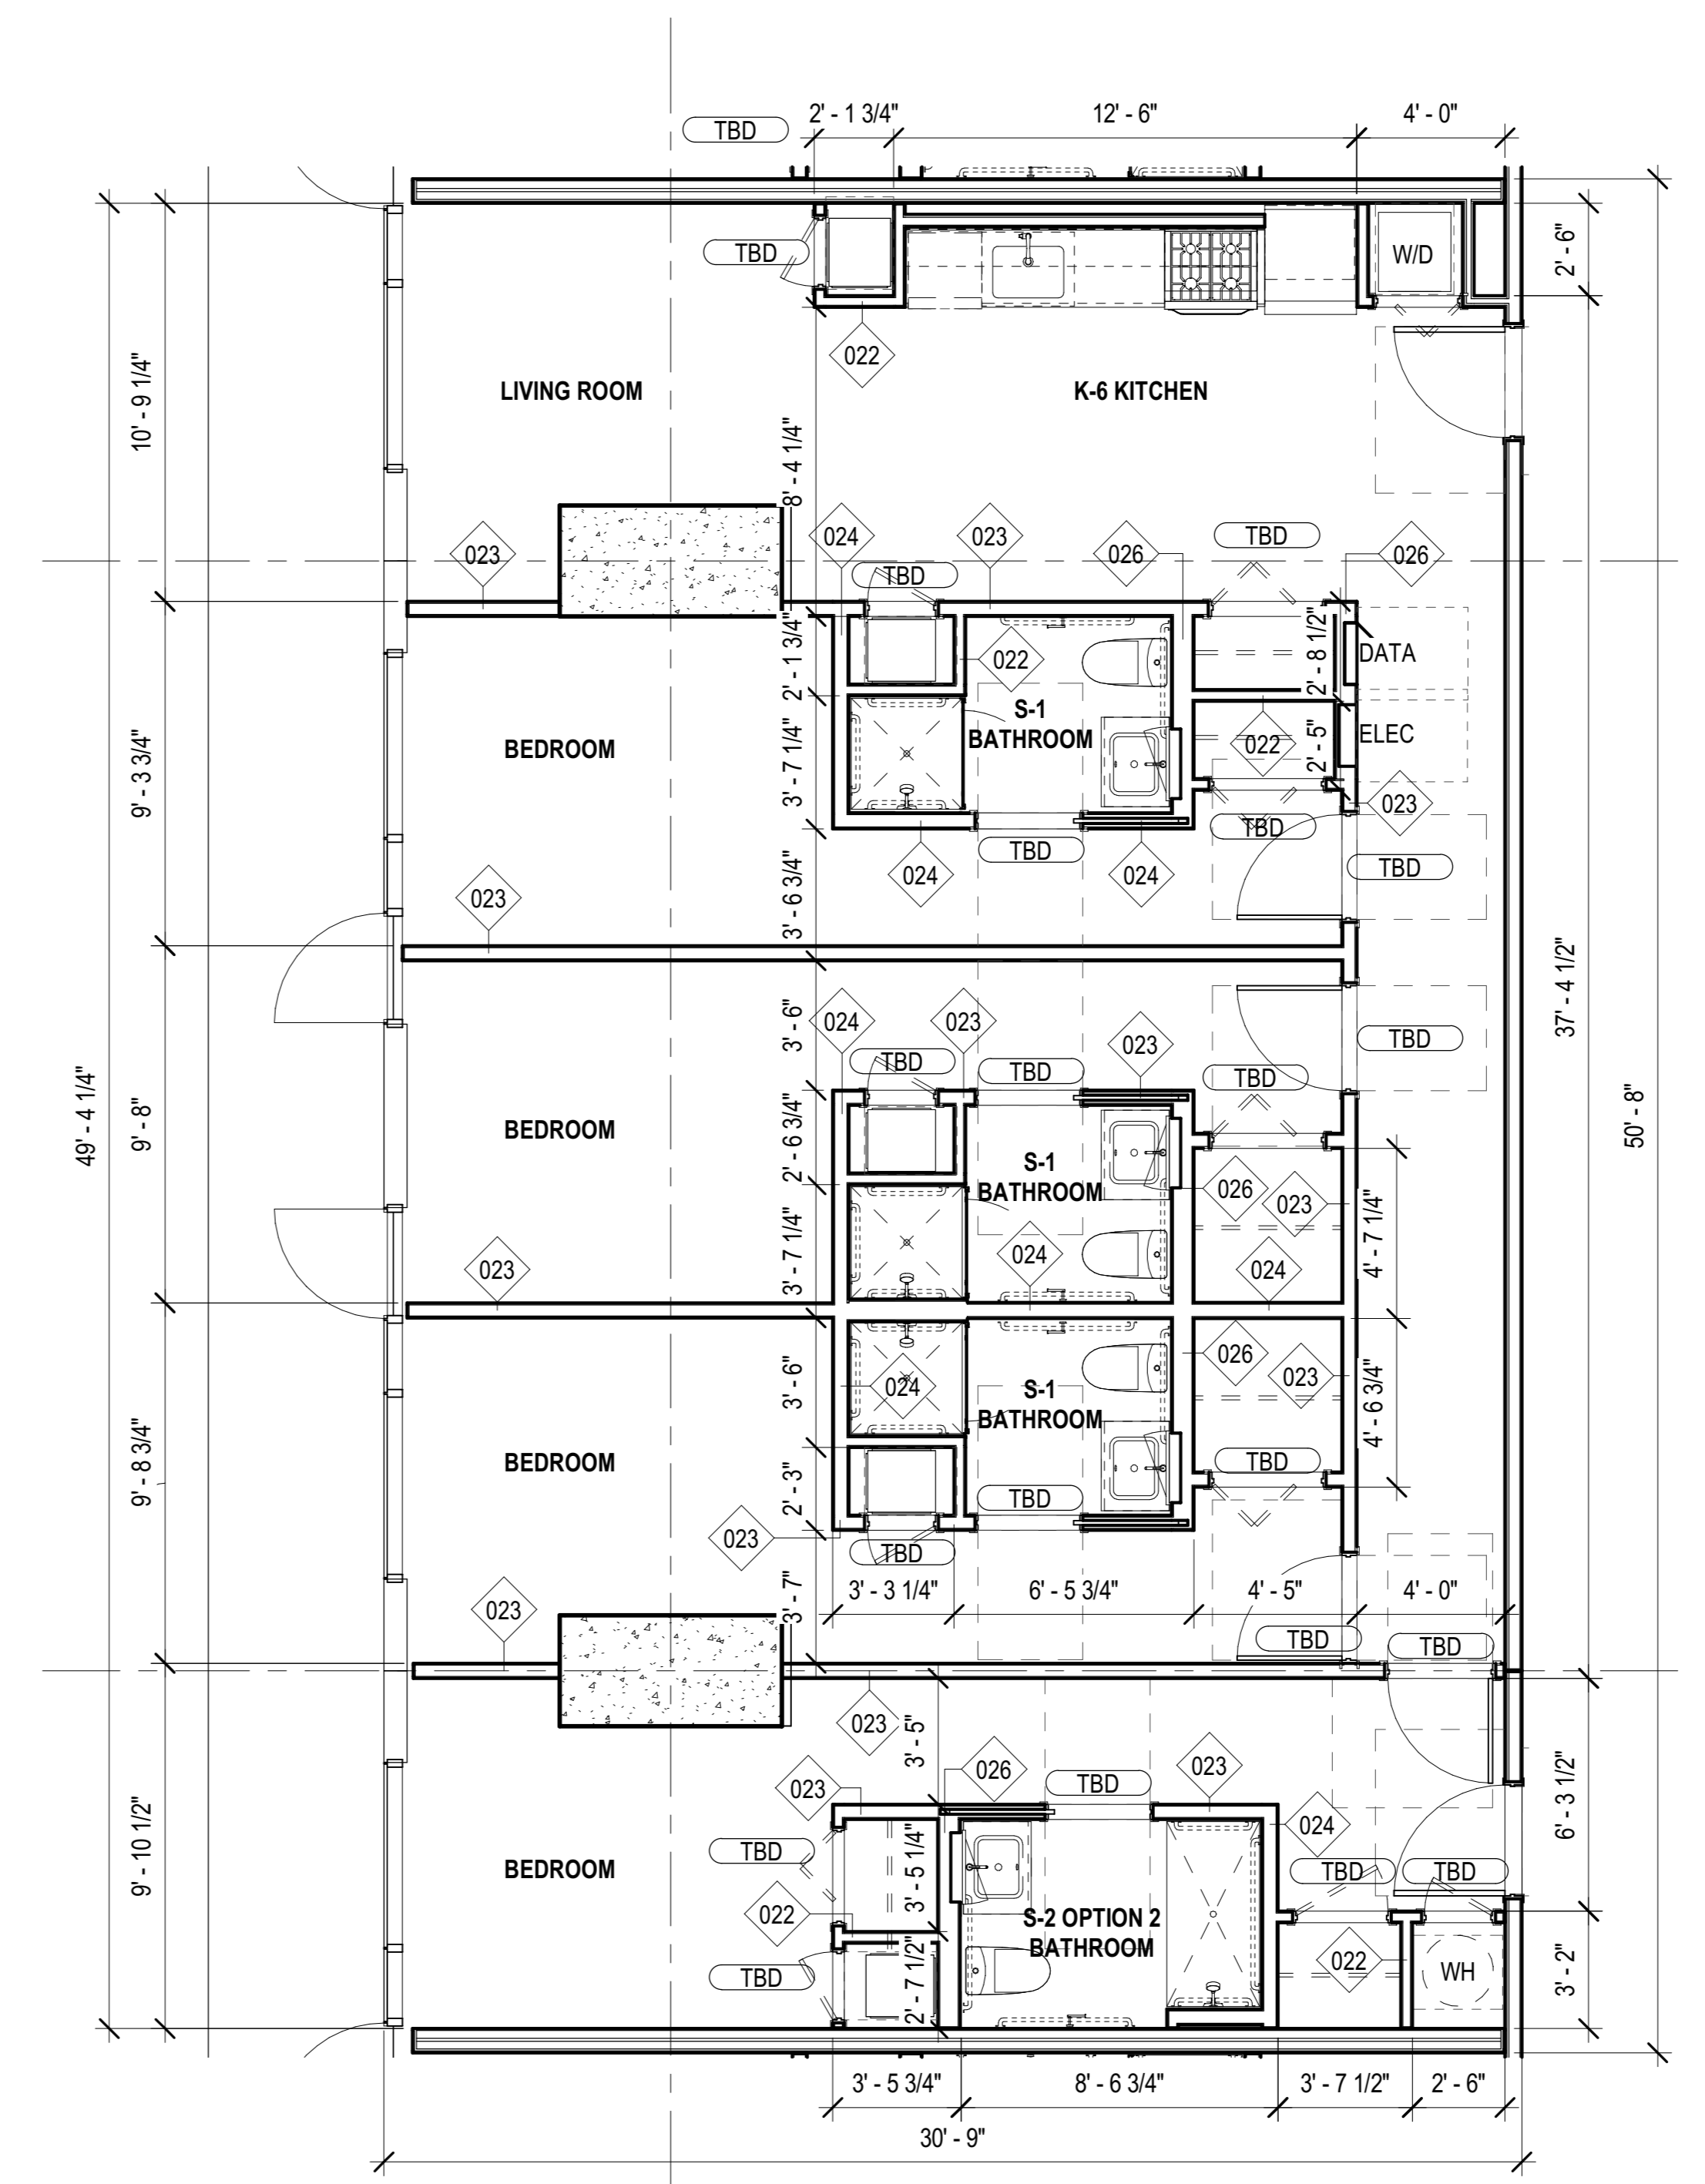 2' - 1 3/4"
12' - 6"
4' - 0"
TBD
TBD
W/D
2' - 6"
022
10' - 9 1/4"
LIVING ROOM
K-6 KITCHEN
8' - 4 1/4"
023
024
023
026
TBD
026
TBD
2' - 1 3/4"
022
2' - 8 1/2"
DATA
S-1
BATHROOM
9' - 3 3/4"
BEDROOM
3' - 7 1/4"
022
2' - 5"
ELEC
023
TBD
TBD
TBD
024
024
023
3' - 6 3/4"
37' - 4 1/2"
3' - 6"
024
023
023
TBD
TBD
TBD
TBD
49' - 4 1/4"
9' - 8"
BEDROOM
2' - 6 3/4"
50' - 8"
S-1
BATHROOM
026
023
3' - 7 1/4"
024
024
4' - 7 1/4"
023
3' - 6"
024
S-1
BATHROOM
026
023
4' - 6 3/4"
9' - 8 3/4"
BEDROOM
2' - 3"
TBD
TBD
023
TBD
3' - 7"
3' - 3 1/4"
6' - 5 3/4"
4' - 5"
4' - 0"
023
TBD
TBD
023
3' - 5"
023
026
TBD
023
024
6' - 3 1/2"
9' - 10 1/2"
BEDROOM
TBD
3' - 5 1/4"
TBD
TBD
022
S-2 OPTION 2
BATHROOM
TBD
2' - 7 1/2"
022
WH
3' - 2"
3' - 5 3/4"
8' - 6 3/4"
3' - 7 1/2"
2' - 6"
30' - 9"